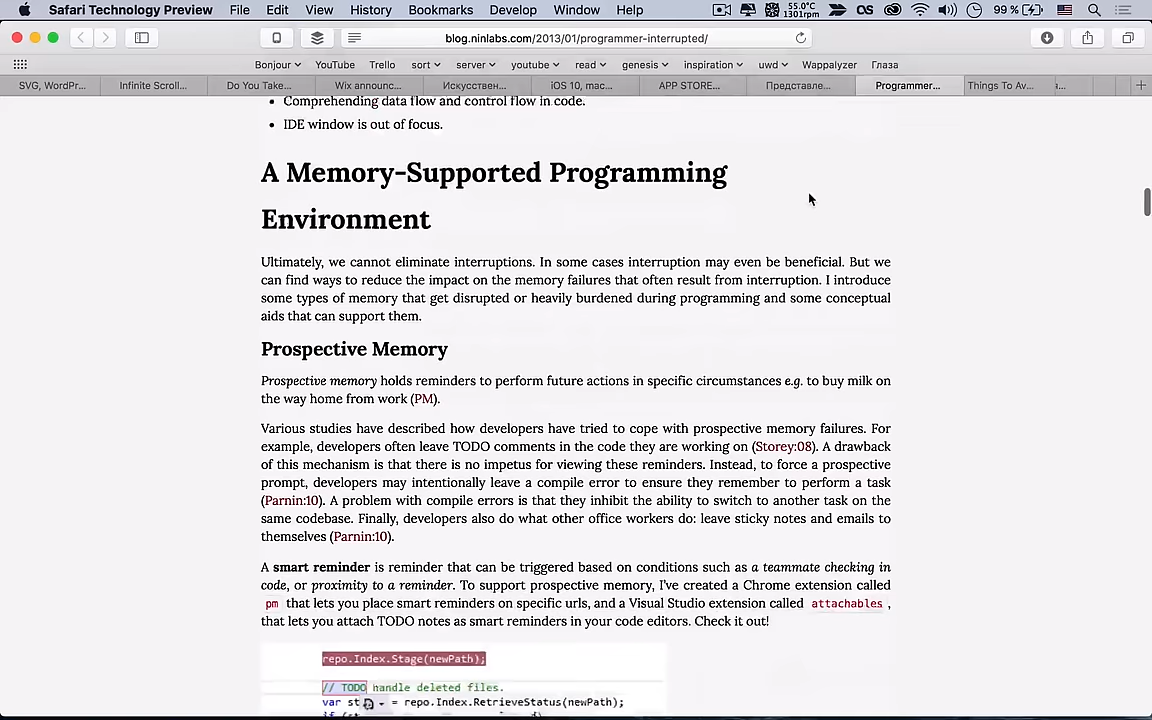 Safari Technology Preview File Edit View History Bookmarks Develop Window Help 55.0°C 1301rpm OS 99 %
blog.ninlabs.com/2013/01/programmer-interrupted/
Bonjour YouTube Trello sort server youtube read genesis inspiration uwd Wappalyzer Глаза
SVG, WordPr... Infinite Scroll... Do You Take... Wix announc... Искусствен... iOS 10, mac... APP STORE... Представле... Programmer... Things To Av...
• Comprehending data flow and control flow in code.
• IDE window is out of focus.
A Memory-Supported Programming
Environment
Ultimately, we cannot eliminate interruptions. In some cases interruption may even be beneficial. But we
can find ways to reduce the impact on the memory failures that often result from interruption. I introduce
some types of memory that get disrupted or heavily burdened during programming and some conceptual
aids that can support them.
Prospective Memory
Prospective memory holds reminders to perform future actions in specific circumstances e.g. to buy milk on
the way home from work (PM).
Various studies have described how developers have tried to cope with prospective memory failures. For
example, developers often leave TODO comments in the code they are working on (Storey:08). A drawback
of this mechanism is that there is no impetus for viewing these reminders. Instead, to force a prospective
prompt, developers may intentionally leave a compile error to ensure they remember to perform a task
(Parnin:10). A problem with compile errors is that they inhibit the ability to switch to another task on the
same codebase. Finally, developers also do what other office workers do: leave sticky notes and emails to
themselves (Parnin:10).
A smart reminder is reminder that can be triggered based on conditions such as a teammate checking in
code, or proximity to a reminder. To support prospective memory, I've created a Chrome extension called
pm that lets you place smart reminders on specific urls, and a Visual Studio extension called attachables ,
that lets you attach TODO notes as smart reminders in your code editors. Check it out!
repo.Index.Stage(newPath);
// TODO handle deleted files.
var st = repo.Index.RetrieveStatus(newPath);